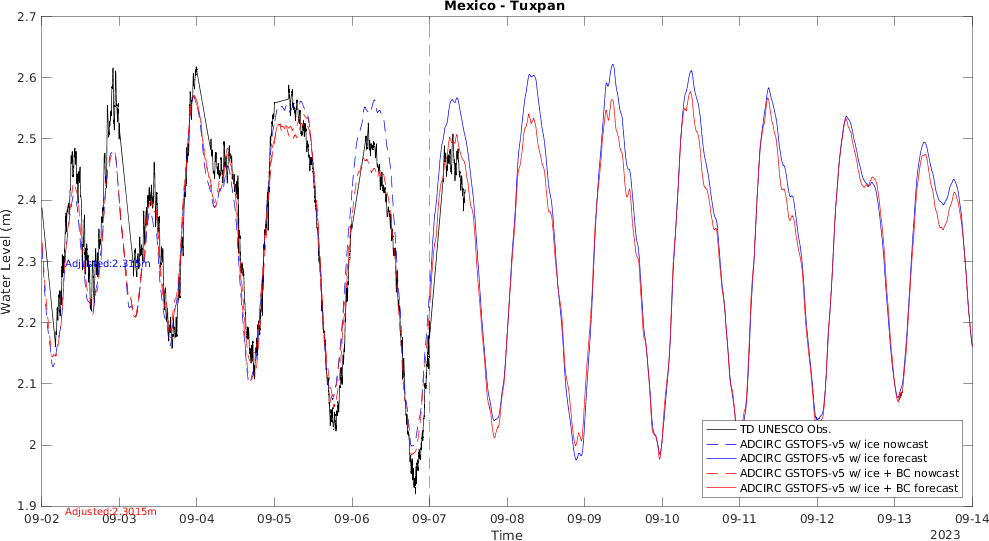 Mexico - Tuxpan
2.7
2.6
2.5
2.4
2.3
2.2
2.1
2
1.9
Water Level (m)
Adjusted:2.315m
Adjusted:2.3015m
TD UNESCO Obs.
ADCIRC GSTOFS-v5 w/ ice nowcast
ADCIRC GSTOFS-v5 w/ ice forecast
ADCIRC GSTOFS-v5 w/ ice + BC nowcast
ADCIRC GSTOFS-v5 w/ ice + BC forecast
09-02 09-03 09-04 09-05 09-06 09-07 09-08 09-09 09-10 09-11 09-12 09-13 09-14
Time
2023